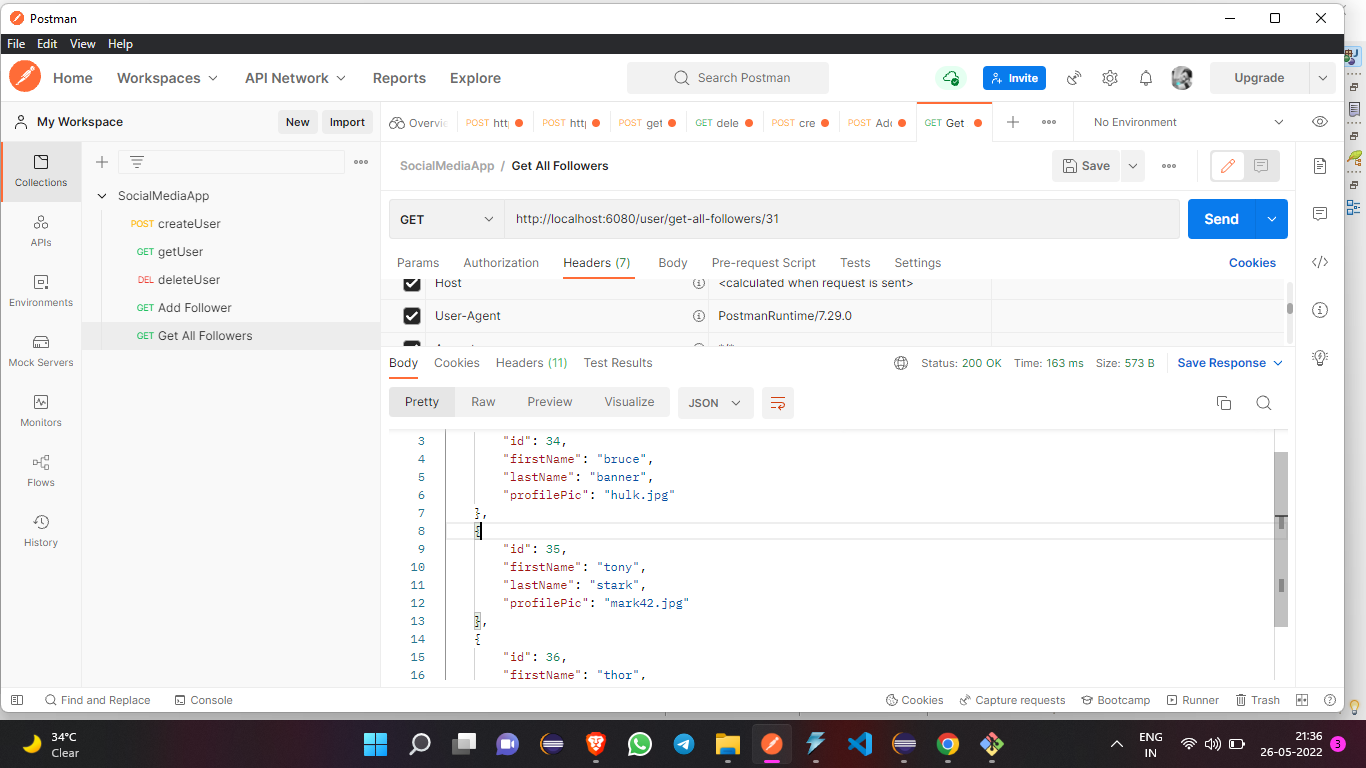 Postman
File Edit View Help
Home Workspaces API Network Reports Explore Search Postman Invite Upgrade
My Workspace New Import Overvie POST htt POST htt POST get GET dele POST cre POST Add GET Get No Environment
SocialMediaApp / Get All Followers Save
Collections
APIs
Environments
Mock Servers
Monitors
Flows
History
SocialMediaApp
POST createUser
GET getUser
DEL deleteUser
GET Add Follower
GET Get All Followers
GET http://localhost:6080/user/get-all-followers/31 Send
Params Authorization Headers (7) Body Pre-request Script Tests Settings Cookies
Host <calculated when request is sent>
User-Agent PostmanRuntime/7.29.0
Body Cookies Headers (11) Test Results Status: 200 OK Time: 163 ms Size: 573 B Save Response
Pretty Raw Preview Visualize JSON
3 "id": 34,
4 "firstName": "bruce",
5 "lastName": "banner",
6 "profilePic": "hulk.jpg"
7 },
8 {
9 "id": 35,
10 "firstName": "tony",
11 "lastName": "stark",
12 "profilePic": "mark42.jpg"
13 },
14 {
15 "id": 36,
16 "firstName": "thor",
Find and Replace Console Cookies Capture requests Bootcamp Runner Trash
34°C
Clear
ENG
IN
21:36
26-05-2022
3